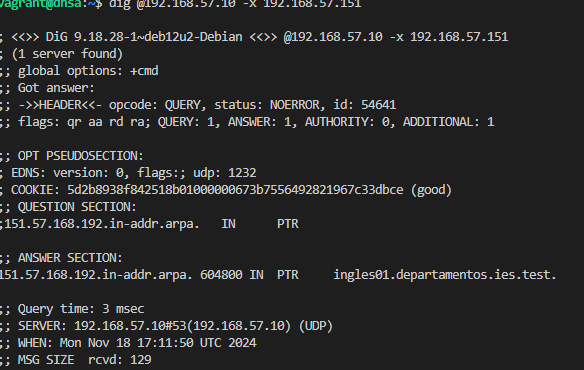 vagrant@dnsa:~$ dig @192.168.57.10 -x 192.168.57.151
; <<>> DiG 9.18.28-1~deb12u2-Debian <<>> @192.168.57.10 -x 192.168.57.151
; (1 server found)
;; global options: +cmd
;; Got answer:
;; ->>HEADER<<- opcode: QUERY, status: NOERROR, id: 54641
;; flags: qr aa rd ra; QUERY: 1, ANSWER: 1, AUTHORITY: 0, ADDITIONAL: 1
;; OPT PSEUDOSECTION:
; EDNS: version: 0, flags:; udp: 1232
; COOKIE: 5d2b8938f842518b01000000673b7556492821967c33dbce (good)
;; QUESTION SECTION:
;151.57.168.192.in-addr.arpa. IN PTR
;; ANSWER SECTION:
151.57.168.192.in-addr.arpa. 604800 IN PTR ingles01.departamentos.ies.test.
;; Query time: 3 msec
;; SERVER: 192.168.57.10#53(192.168.57.10) (UDP)
;; WHEN: Mon Nov 18 17:11:50 UTC 2024
;; MSG SIZE rcvd: 129